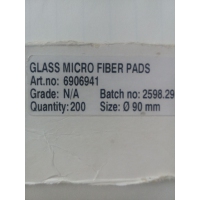 GLASS MICRO FIBER PADS
Art.no: 6906941
Grade: N/A Batch no: 2598.29
Quantity: 200 Size: Ø 90 mm